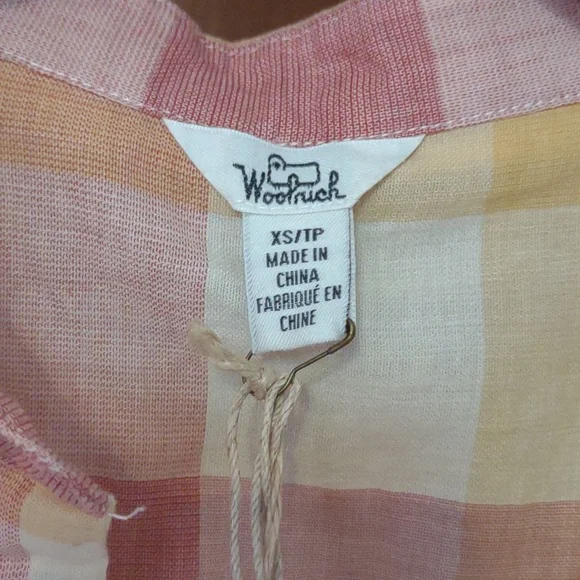 Woolrich
XS/TP
MADE IN
CHINA
FABRIQUÉ EN
CHINE